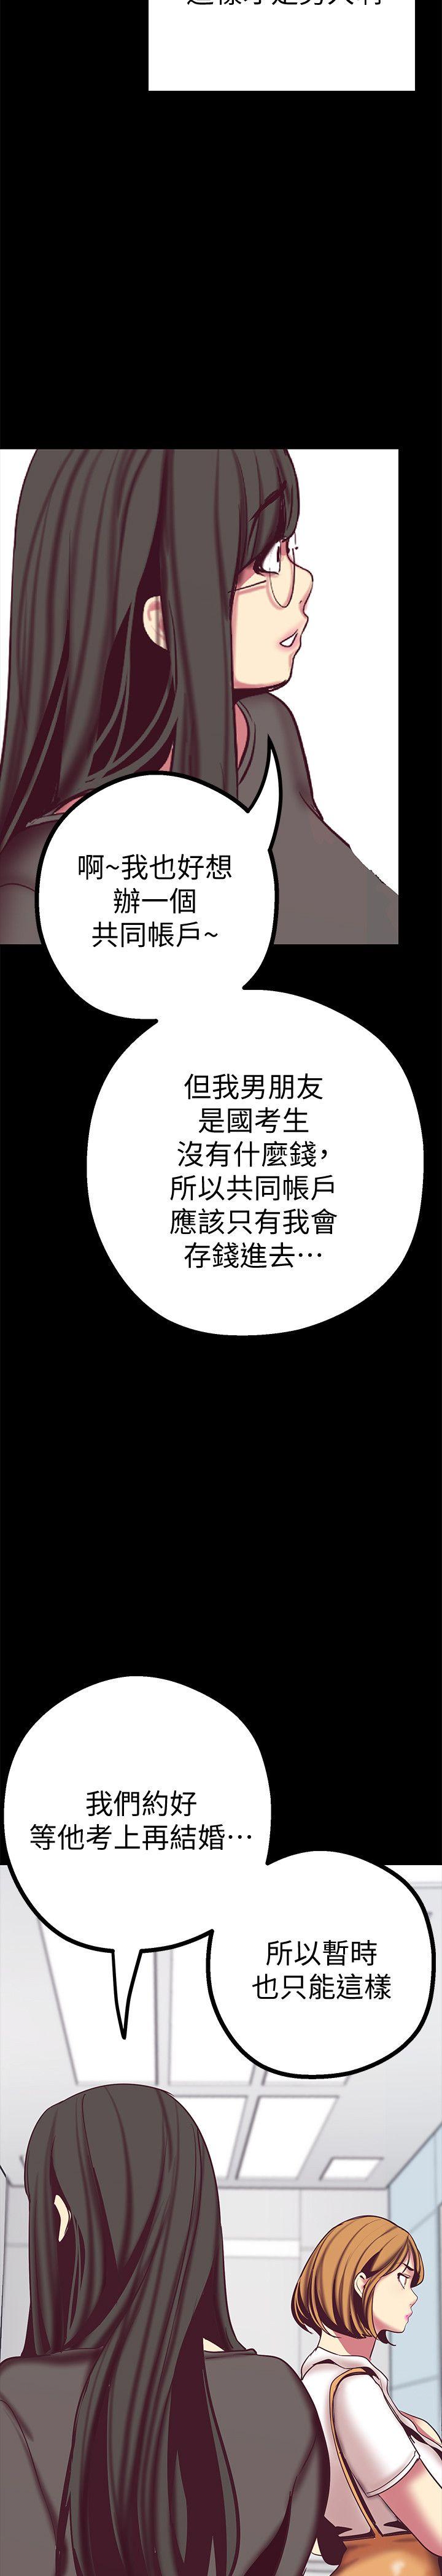 啊~我也好想
辦一個
共同帳戶~
但我男朋友
是國考生
沒有什麼錢，
所以共同帳戶
應該只有我會
存錢進去…
我們約好
等他考上再結婚…
所以暫時
也只能這樣